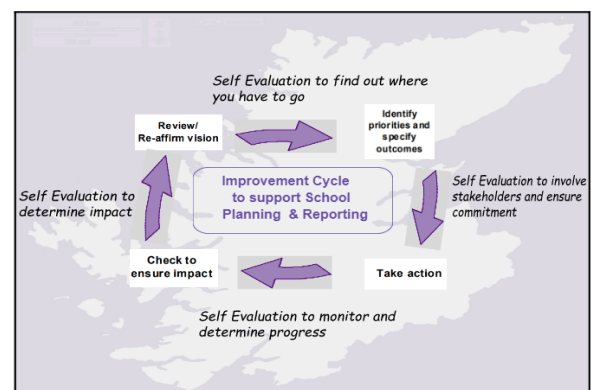 Self Evaluation to find out where
you have to go
Review/
Re-affirm vision
Identify
priorities and
specify
outcomes
Improvement Cycle
to support School
Planning & Reporting
Self Evaluation to
determine impact
Self Evaluation to involve
stakeholders and ensure
commitment
Check to
ensure impact
Take action
Self Evaluation to monitor and
determine progress